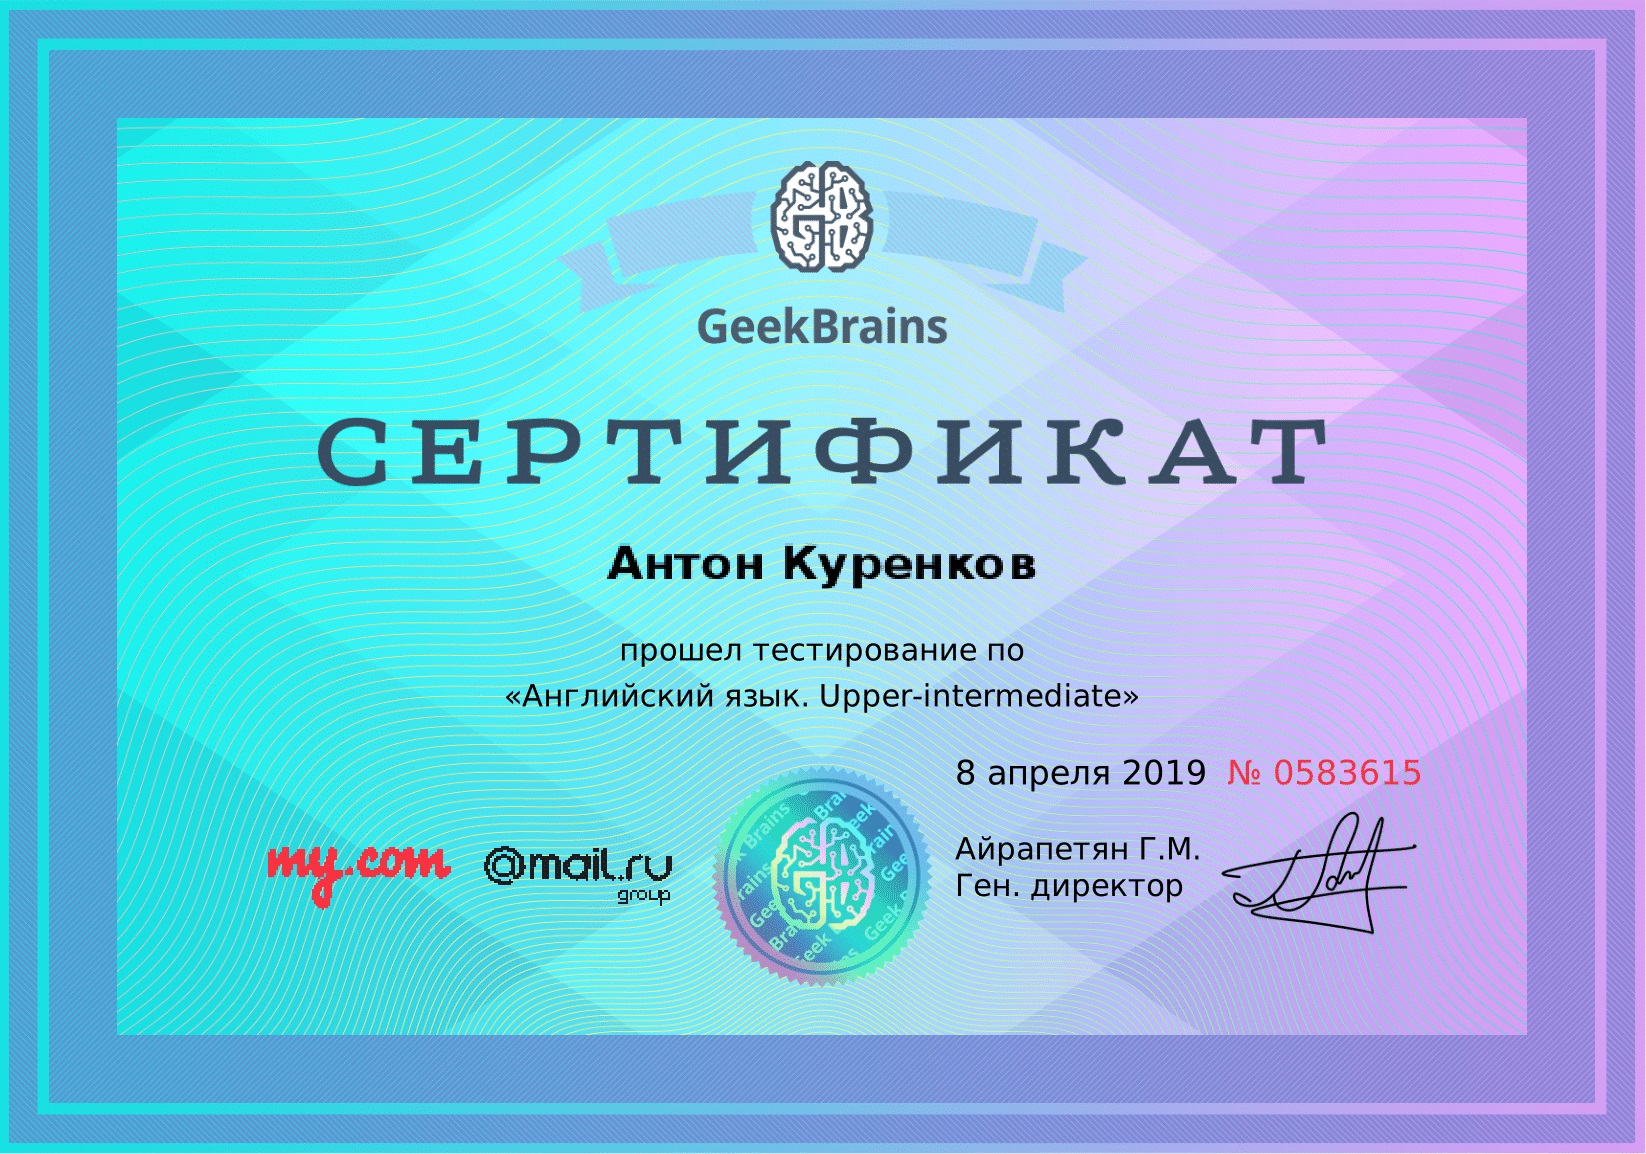 GeekBrains
СЕРТИФИКАТ
Антон Куренков
прошел тестирование по
«Английский язык. Upper-intermediate»
8 апреля 2019 № 0583615
my.com
@mail.ru
group
Айрапетян Г.М.
Ген. директор